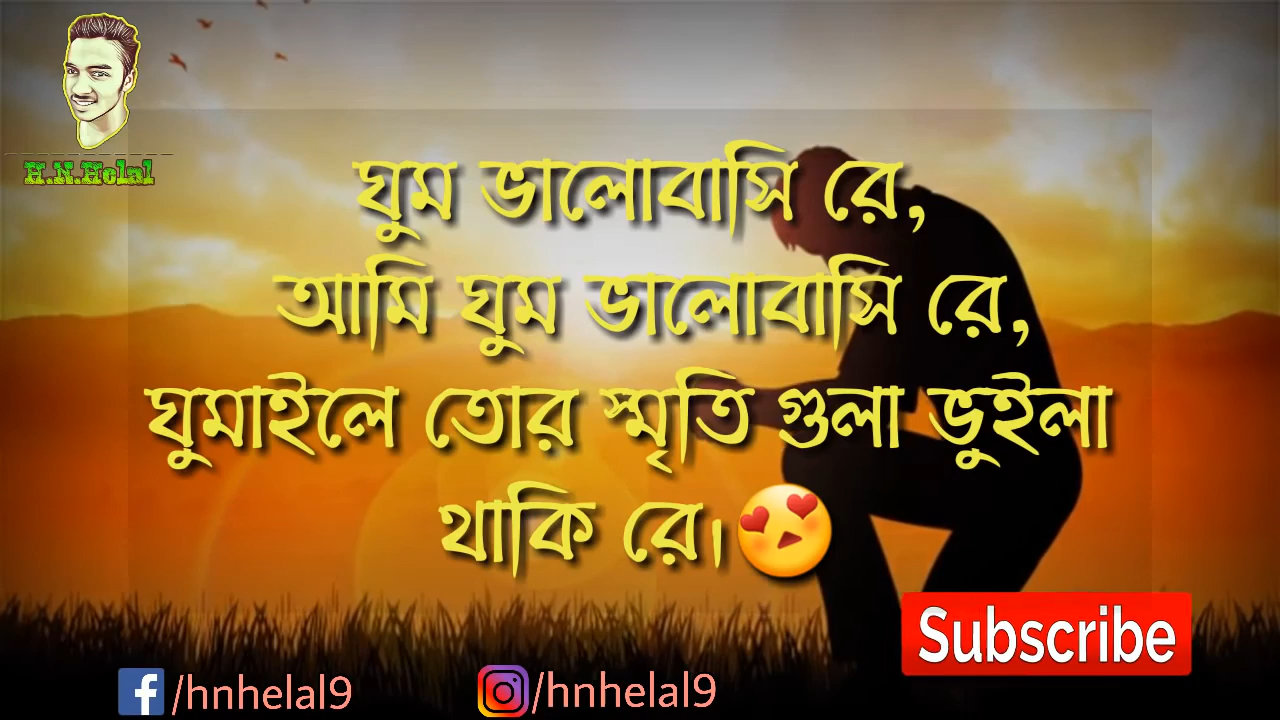 H.N.Helal
ঘুম ভালোবাসি রে,
আমি ঘুম ভালোবাসি রে,
ঘুমাইলে তোর স্মৃতি গুলা ভুইলা
থাকি রে।😍
Subscribe
/hnhelal9
/hnhelal9